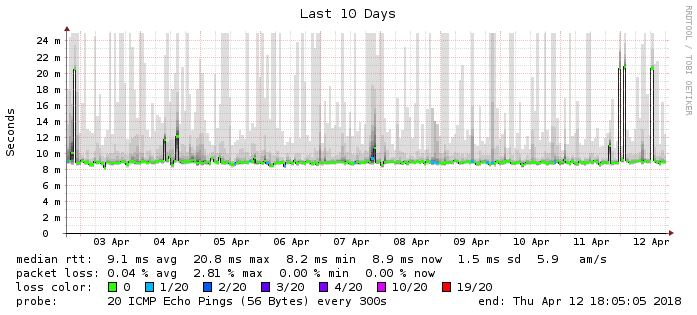 Last 10 Days
RRDTOOL / TOBI OETIKER
Seconds
24 m
22 m
20 m
18 m
16 m
14 m
12 m
10 m
8 m
6 m
4 m
2 m
0
03 Apr 04 Apr 05 Apr 06 Apr 07 Apr 08 Apr 09 Apr 10 Apr 11 Apr 12 Apr
median rtt: 9.1 ms avg 20.8 ms max 8.2 ms min 8.9 ms now 1.5 ms sd 5.9 am/s
packet loss: 0.04 % avg 2.81 % max 0.00 % min 0.00 % now
loss color: 0 1/20 2/20 3/20 4/20 10/20 19/20
probe: 20 ICMP Echo Pings (56 Bytes) every 300s end: Thu Apr 12 18:05:05 2018